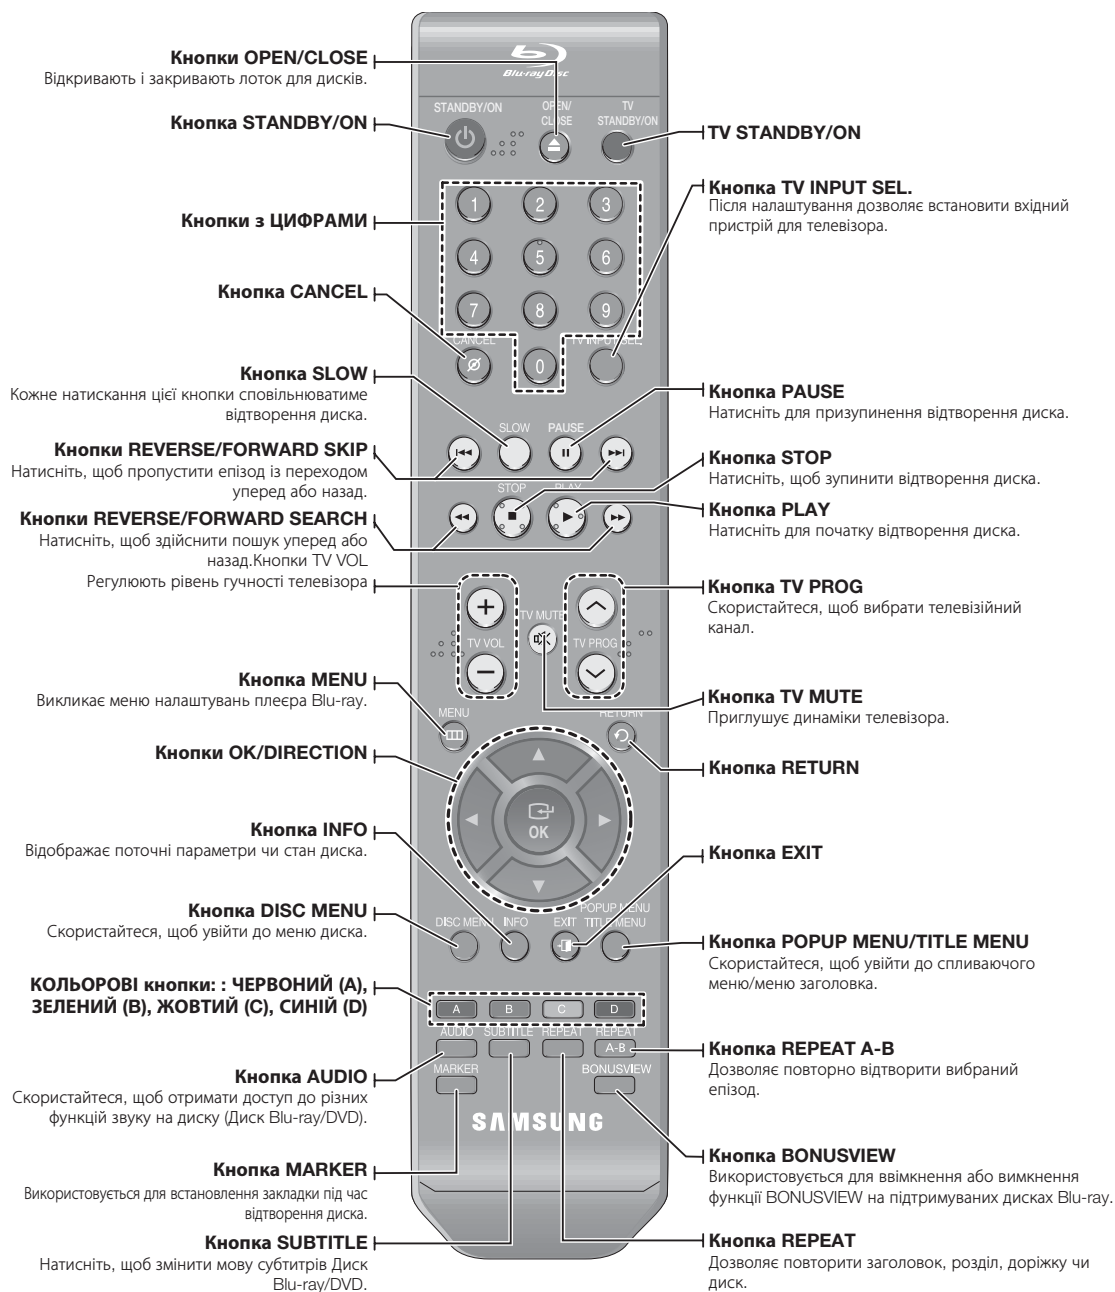 Кнопки OPEN/CLOSE
Відкривають і закривають лоток для дисків.
Кнопка STANDBY/ON
Кнопки з ЦИФРАМИ
Кнопка CANCEL
Кнопка SLOW
Кожне натискання цієї кнопки сповільнюватиме
відтворення диска.
Кнопки REVERSE/FORWARD SKIP
Натисніть, щоб пропустити епізод із переходом
уперед або назад.
Кнопки REVERSE/FORWARD SEARCH
Натисніть, щоб здійснити пошук уперед або
назад.Кнопки TV VOL
Регулюють рівень гучності телевізора
Кнопка MENU
Викликає меню налаштувань плеєра Blu-ray.
Кнопки OK/DIRECTION
Кнопка INFO
Відображає поточні параметри чи стан диска.
Кнопка DISC MENU
Скористайтеся, щоб увійти до меню диска.
КОЛЬОРОВІ кнопки: : ЧЕРВОНИЙ (A),
ЗЕЛЕНИЙ (B), ЖОВТИЙ (C), СИНІЙ (D)
Кнопка AUDIO
Скористайтеся, щоб отримати доступ до різних
функцій звуку на диску (Диск Blu-ray/DVD).
Кнопка MARKER
Використовується для встановлення закладки під час
відтворення диска.
Кнопка SUBTITLE
Натисніть, щоб змінити мову субтитрів Диск
Blu-ray/DVD.
Blu-ray Disc
STANDBY/ON
OPEN/
CLOSE
TV
STANDBY/ON
1 2 3
4 5 6
7 8 9
CANCEL
0
TV INPUT SEL.
SLOW
PAUSE
STOP
PLAY
TV VOL
TV MUTE
TV PROG
MENU
RETURN
OK
DISC MENU
INFO
EXIT
POPUP MENU
TITLE MENU
A B C D
AUDIO
SUBTITLE
REPEAT
REPEAT
A-B
MARKER
BONUSVIEW
SAMSUNG
TV STANDBY/ON
Кнопка TV INPUT SEL.
Після налаштування дозволяє встановити вхідний
пристрій для телевізора.
Кнопка PAUSE
Натисніть для призупинення відтворення диска.
Кнопка STOP
Натисніть, щоб зупинити відтворення диска.
Кнопка PLAY
Натисніть для початку відтворення диска.
Кнопка TV PROG
Скористайтеся, щоб вибрати телевізійний
канал.
Кнопка TV MUTE
Приглушує динаміки телевізора.
Кнопка RETURN
Кнопка EXIT
Кнопка POPUP MENU/TITLE MENU
Скористайтеся, щоб увійти до спливаючого
меню/меню заголовка.
Кнопка REPEAT A-B
Дозволяє повторно відтворити вибраний
епізод.
Кнопка BONUSVIEW
Використовується для ввімкнення або вимкнення
функції BONUSVIEW на підтримуваних дисках Blu-ray.
Кнопка REPEAT
Дозволяє повторити заголовок, розділ, доріжку чи
диск.